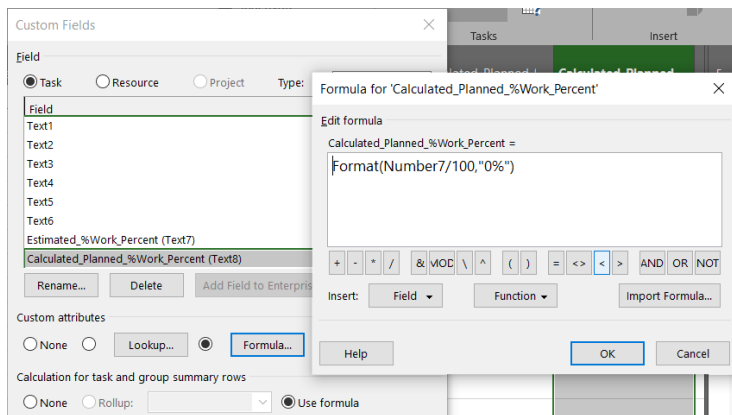 Custom Fields
Tasks
Insert
Field
Task Resource Project Type:
Field
Text1
Text2
Text3
Text4
Text5
Text6
Estimated_%Work_Percent (Text7)
Calculated_Planned_%Work_Percent (Text8)
Rename... Delete Add Field to Enterpris
Custom attributes
None Lookup... Formula...
Calculation for task and group summary rows
None Rollup: Use formula
Formula for 'Calculated_Planned_%Work_Percent'
Edit formula
Calculated_Planned_%Work_Percent =
Format(Number7/100,"0%")
+ - * / & MOD \ ^ ( ) = <> < > AND OR NOT
Insert: Field Function Import Formula...
Help OK Cancel